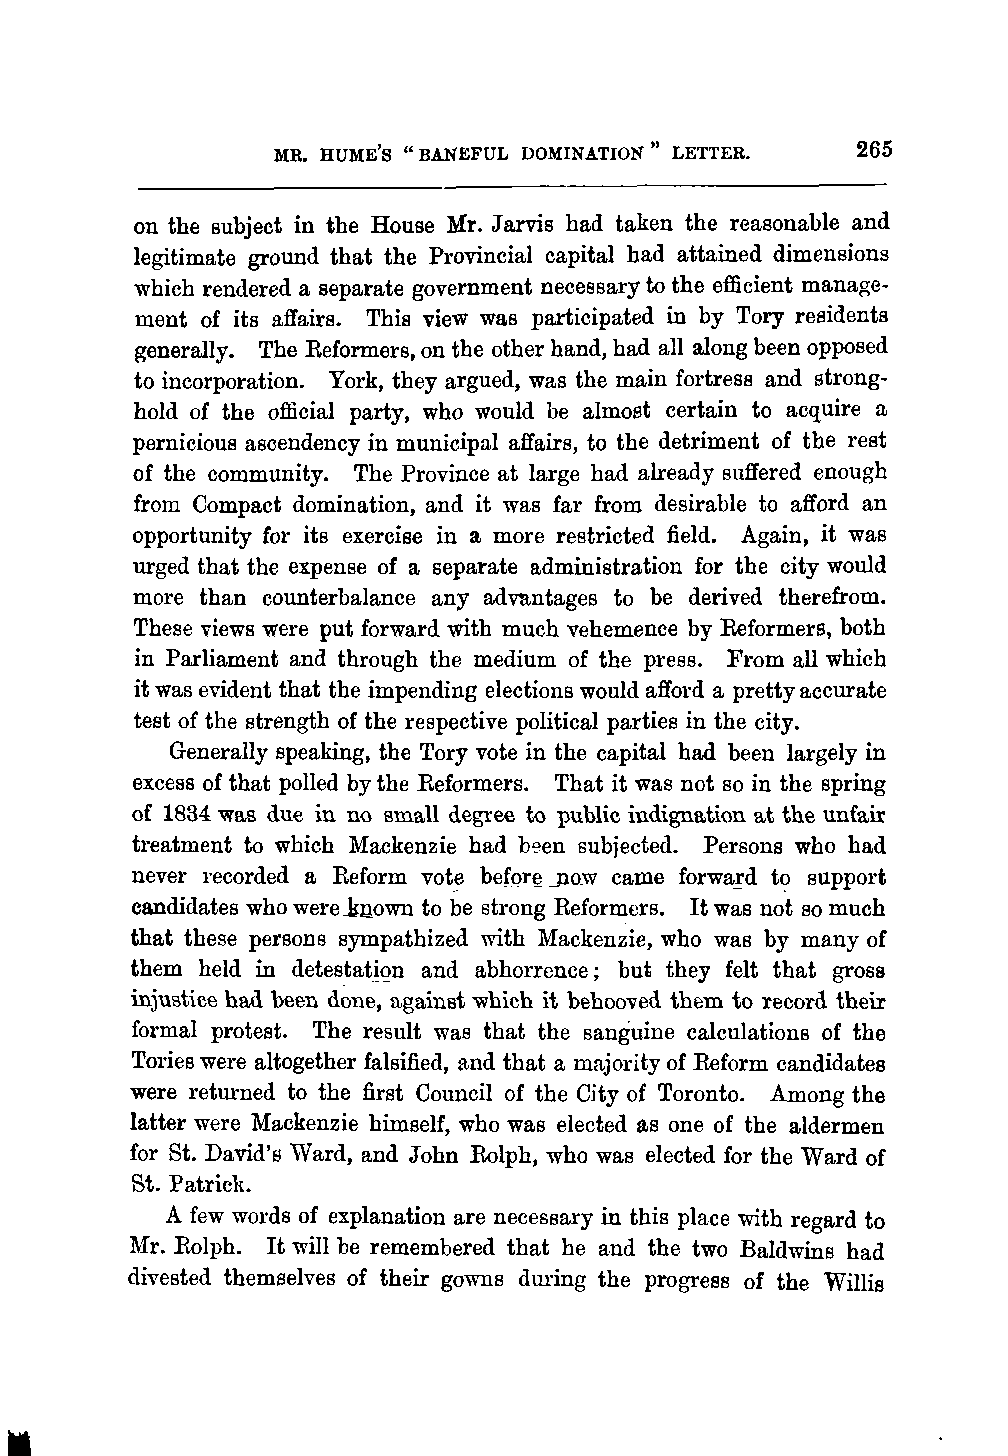 MR. HUME'S "BANEFUL DOMINATION" LETTER. 265
on the subject in the House Mr. Jarvis had taken the reasonable and
legitimate ground that the Provincial capital had attained dimensions
which rendered a separate government necessary to the efficient manage-
ment of its affairs. This view was participated in by Tory residents
generally. The Reformers, on the other hand, had all along been opposed
to incorporation. York, they argued, was the main fortress and strong-
hold of the official party, who would be almost certain to acquire a
pernicious ascendency in municipal affairs, to the detriment of the rest
of the community. The Province at large had already suffered enough
from Compact domination, and it was far from desirable to afford an
opportunity for its exercise in a more restricted field. Again, it was
urged that the expense of a separate administration for the city would
more than counterbalance any advantages to be derived therefrom.
These views were put forward with much vehemence by Reformers, both
in Parliament and through the medium of the press. From all which
it was evident that the impending elections would afford a pretty accurate
test of the strength of the respective political parties in the city.
Generally speaking, the Tory vote in the capital had been largely in
excess of that polled by the Reformers. That it was not so in the spring
of 1834 was due in no small degree to public indignation at the unfair
treatment to which Mackenzie had been subjected. Persons who had
never recorded a Reform vote before now came forward to support
candidates who were known to be strong Reformers. It was not so much
that these persons sympathized with Mackenzie, who was by many of
them held in detestation and abhorrence; but they felt that gross
injustice had been done, against which it behooved them to record their
formal protest. The result was that the sanguine calculations of the
Tories were altogether falsified, and that a majority of Reform candidates
were returned to the first Council of the City of Toronto. Among the
latter were Mackenzie himself, who was elected as one of the aldermen
for St. David's Ward, and John Rolph, who was elected for the Ward of
St. Patrick.
A few words of explanation are necessary in this place with regard to
Mr. Rolph. It will be remembered that he and the two Baldwins had
divested themselves of their gowns during the progress of the Willis